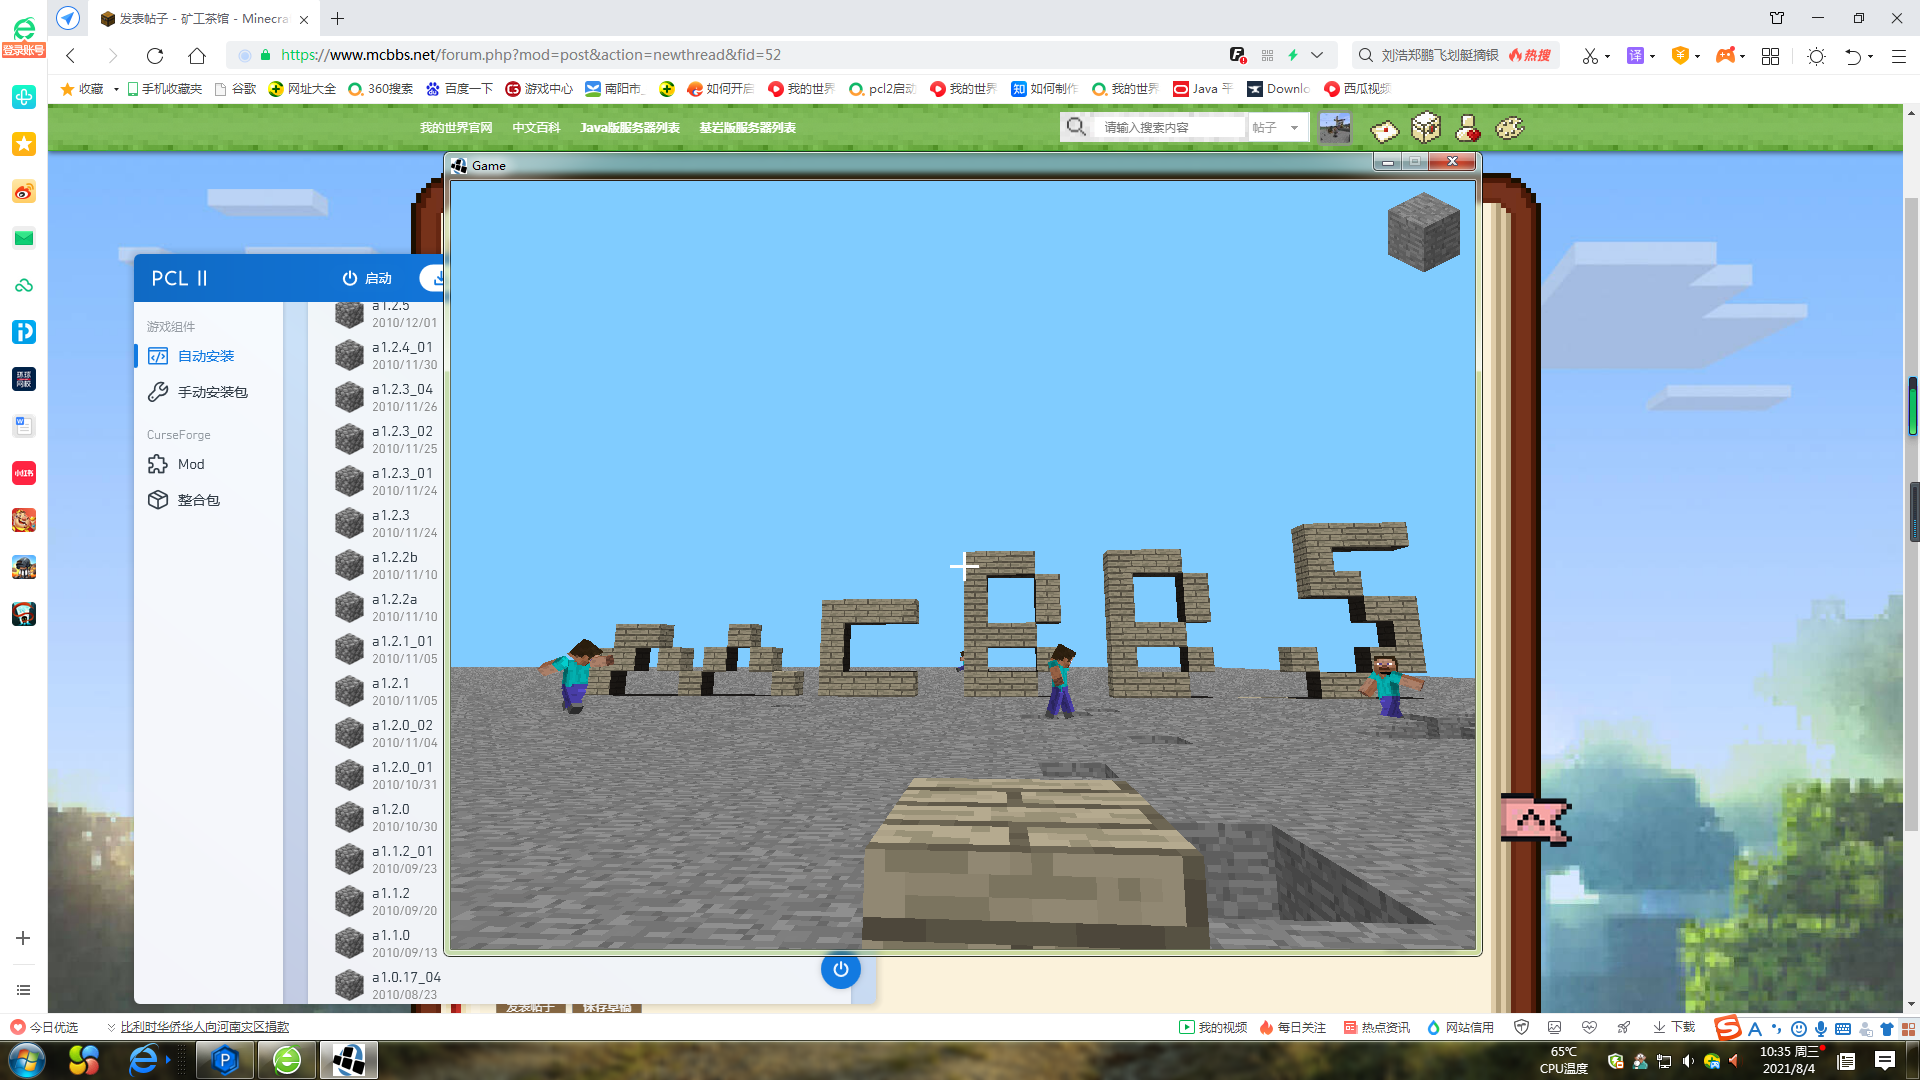 登录账号
发表帖子 - 矿工茶馆 - Minecra
https://www.mcbbs.net/forum.php?mod=post&action=newthread&fid=52
刘浩郑鹏飞划艇摘银 热搜
译
收藏 手机收藏夹 谷歌 网址大全 360搜索 百度一下 游戏中心 南阳市_ 如何开启 我的世界 pcl2启动 我的世界 如何制作 我的世界 Java 平 Downlo 西瓜视频
我的世界官网 中文百科 Java版服务器列表 基岩版服务器列表
请输入搜索内容 帖子
Game
PCL II
启动
游戏组件
自动安装
手动安装包
CurseForge
Mod
整合包
a1.2.5
2010/12/01
a1.2.4_01
2010/11/30
a1.2.3_04
2010/11/26
a1.2.3_02
2010/11/25
a1.2.3_01
2010/11/24
a1.2.3
2010/11/24
a1.2.2b
2010/11/10
a1.2.2a
2010/11/10
a1.2.1_01
2010/11/05
a1.2.1
2010/11/05
a1.2.0_02
2010/11/04
a1.2.0_01
2010/10/31
a1.2.0
2010/10/30
a1.1.2_01
2010/09/23
a1.1.2
2010/09/20
a1.1.0
2010/09/13
a1.0.17_04
2010/08/23
MCBBS
发表帖子 保存草稿
今日优选 比利时华侨华人向河南灾区捐款
我的视频 每日关注 热点资讯 网站信用 下载
65℃
CPU温度
10:35 周三
2021/8/4